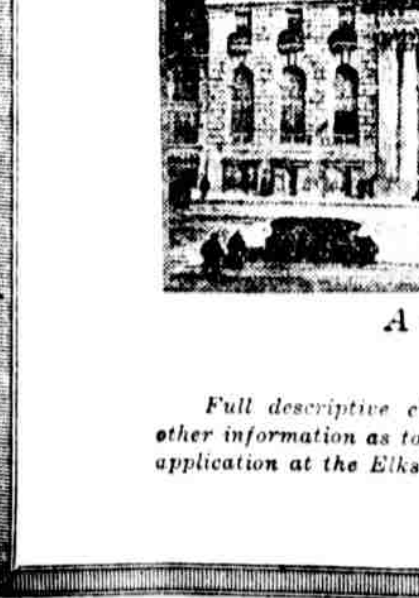 A
Full descriptive c
other information as to
application at the Elks